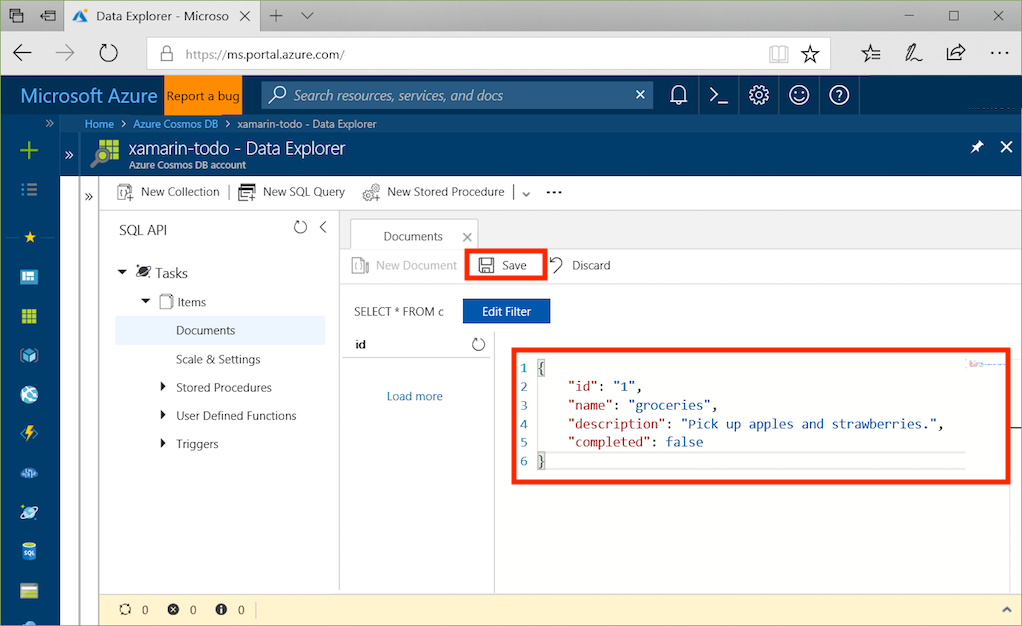 Data Explorer - Microso
https://ms.portal.azure.com/
Microsoft Azure
Report a bug
Search resources, services, and docs
Home > Azure Cosmos DB > xamarin-todo - Data Explorer
xamarin-todo - Data Explorer
Azure Cosmos DB account
New Collection
New SQL Query
New Stored Procedure
SQL API
Tasks
Items
Documents
Scale & Settings
Stored Procedures
User Defined Functions
Triggers
Documents
New Document
Save
Discard
SELECT * FROM c
Edit Filter
id
Load more
1 {
2 "id": "1",
3 "name": "groceries",
4 "description": "Pick up apples and strawberries.",
5 "completed": false
6 }
SQL
0 0 0